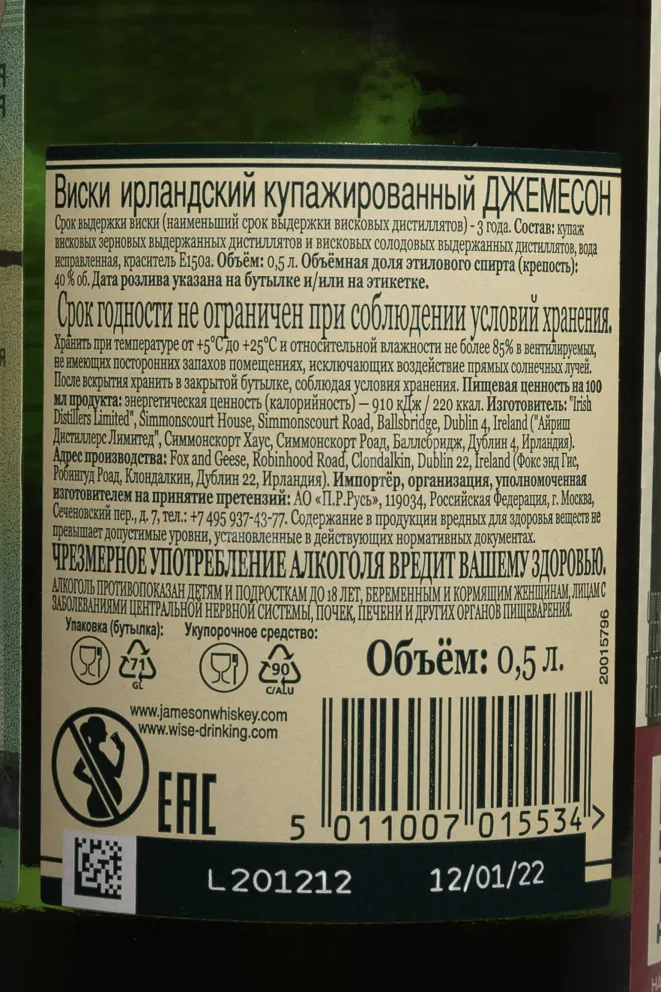 Виски ирландский купажированный ДЖЕМЕСОН
Срок выдержки виски (наименьший срок выдержки висковых дистиллятов) - 3 года. Состав: купаж
висковых зерновых выдержанных дистиллятов и висковых солодовых выдержанных дистиллятов, вода
исправленная, краситель Е150а. Объём: 0,5 л. Объёмная доля этилового спирта (крепость):
40 % об. Дата розлива указана на бутылке и/или на этикетке.
Срок годности не ограничен при соблюдении условий хранения.
Хранить при температуре от +5°С до +25°С и относительной влажности не более 85% в вентилируемых,
не имеющих посторонних запахов помещениях, исключающих воздействие прямых солнечных лучей.
После вскрытия хранить в закрытой бутылке, соблюдая условия хранения. Пищевая ценность на 100
мл продукта: энергетическая ценность (калорийность) – 910 кДж / 220 ккал. Изготовитель: "Irish
Distillers Limited", Simmonscourt House, Simmonscourt Road, Ballsbridge, Dublin 4, Ireland ("Айриш
Дистиллерс Лимитед", Симмонскорт Хаус, Симмонскорт Роад, Баллсбридж, Дублин 4, Ирландия).
Адрес производства: Fox and Geese, Robinhood Road, Clondalkin, Dublin 22, Ireland (Фокс энд Гис,
Робингуд Роад, Клондалкин, Дублин 22, Ирландия). Импортёр, организация, уполномоченная
изготовителем на принятие претензий: АО «П.Р.Русь», 119034, Российская Федерация, г. Москва,
Сеченовский пер., д. 7, тел.: +7 495 937-43-77. Содержание в продукции вредных для здоровья веществ не
превышает допустимые уровни, установленные в действующих нормативных документах.
ЧРЕЗМЕРНОЕ УПОТРЕБЛЕНИЕ АЛКОГОЛЯ ВРЕДИТ ВАШЕМУ ЗДОРОВЬЮ.
АЛКОГОЛЬ ПРОТИВОПОКАЗАН ДЕТЯМ И ПОДРОСТКАМ ДО 18 ЛЕТ, БЕРЕМЕННЫМ И КОРМЯЩИМ ЖЕНЩИНАМ, ЛИЦАМ С
ЗАБОЛЕВАНИЯМИ ЦЕНТРАЛЬНОЙ НЕРВНОЙ СИСТЕМЫ, ПОЧЕК, ПЕЧЕНИ И ДРУГИХ ОРГАНОВ ПИЩЕВАРЕНИЯ.
Упаковка (бутылка): Укупорочное средство:
71 90
GL C/ALU
Объём: 0,5 л.
20015796
www.jamesonwhiskey.com
www.wise-drinking.com
EAC
5 011007 015534 >
L201212 12/01/22